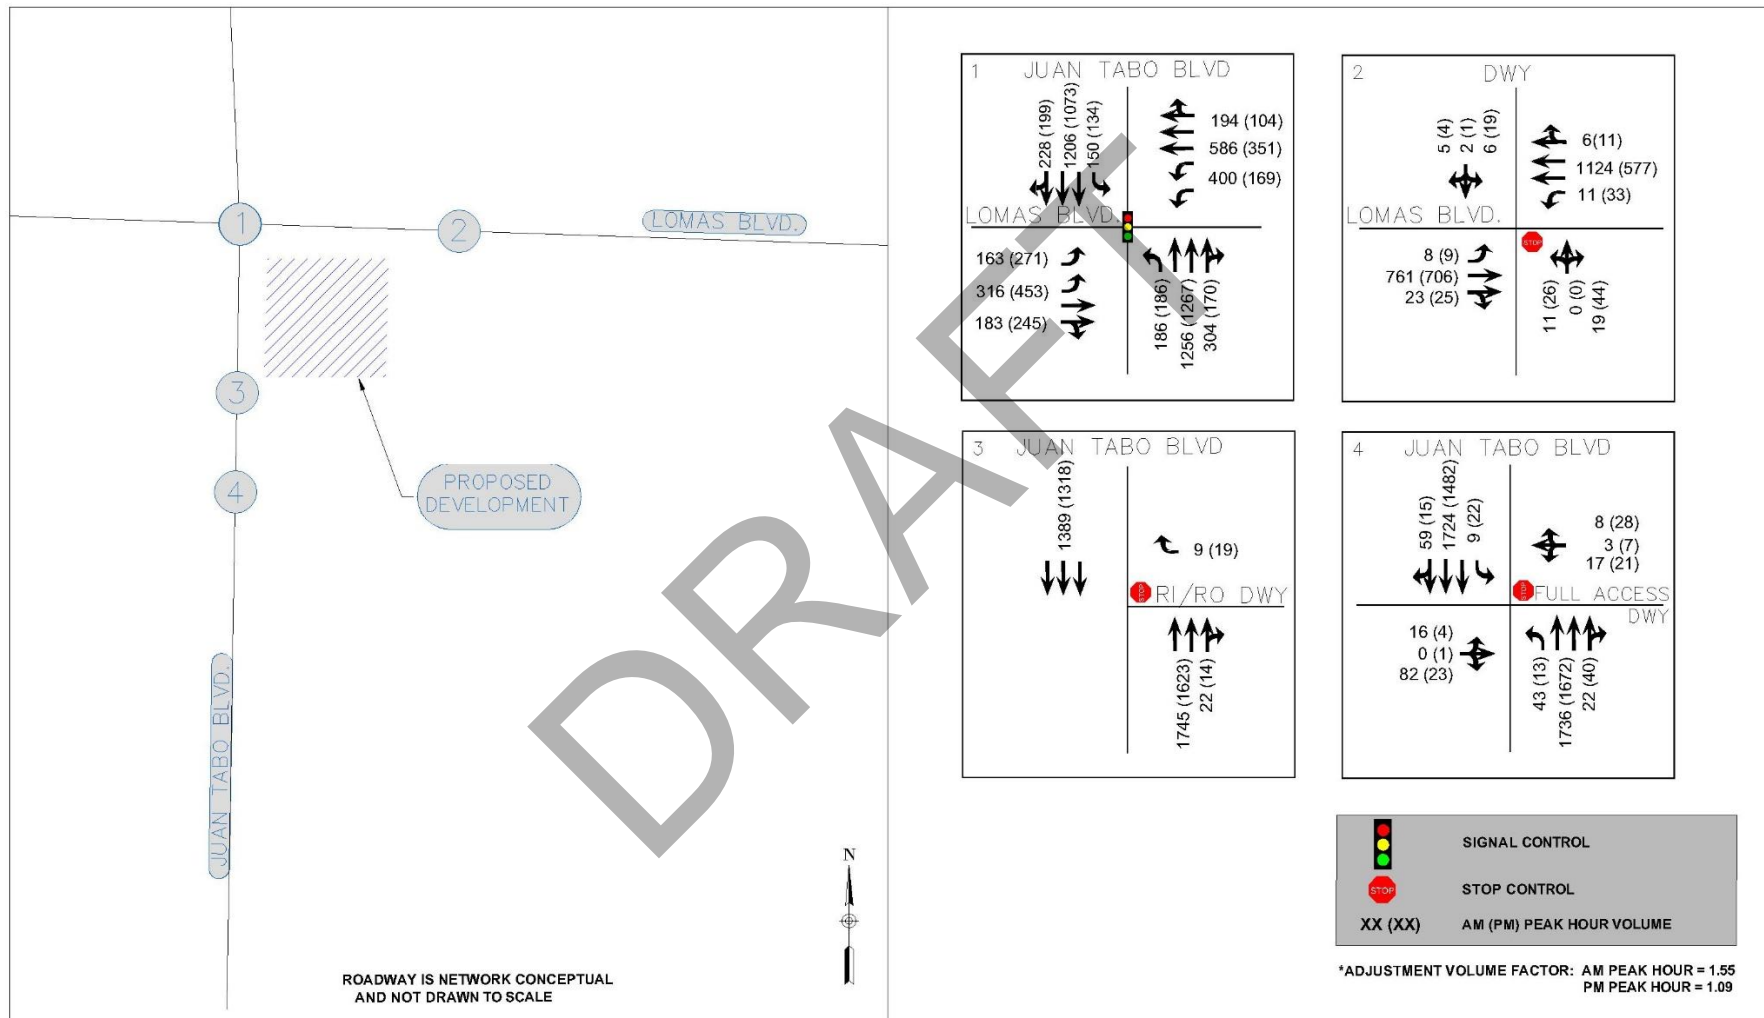 1
2
LOMAS BLVD.
3
4
PROPOSED
DEVELOPMENT
JUAN TABO BLVD.
N
ROADWAY IS NETWORK CONCEPTUAL
AND NOT DRAWN TO SCALE
DRAFT
1 JUAN TABO BLVD
228 (199)
1206 (1073)
150 (134)
194 (104)
586 (351)
400 (169)
LOMAS BLVD.
163 (271)
316 (453)
183 (245)
186 (186)
1256 (1267)
304 (170)
2 DWY
5 (4)
2 (1)
6 (19)
6(11)
1124 (577)
11 (33)
LOMAS BLVD.
STOP
8 (9)
761 (706)
23 (25)
11 (26)
0 (0)
19 (44)
3 JUAN TABO BLVD
1389 (1318)
9 (19)
STOP
RI/RO DWY
1745 (1623)
22 (14)
4 JUAN TABO BLVD
59 (15)
1724 (1482)
9 (22)
8 (28)
3 (7)
17 (21)
STOP
FULL ACCESS
DWY
16 (4)
0 (1)
82 (23)
43 (13)
1736 (1672)
22 (40)
SIGNAL CONTROL
STOP
STOP CONTROL
XX (XX) AM (PM) PEAK HOUR VOLUME
*ADJUSTMENT VOLUME FACTOR: AM PEAK HOUR = 1.55
PM PEAK HOUR = 1.09